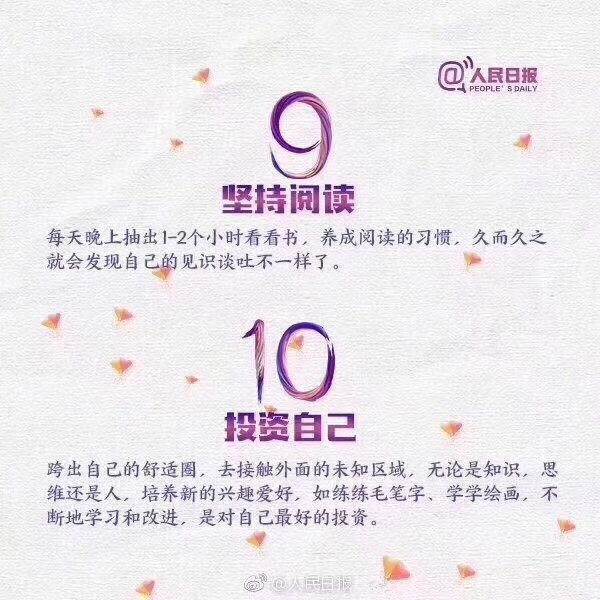 @人民日报
PEOPLE'S DAILY
9
坚持阅读
每天晚上抽出1-2个小时看看书，养成阅读的习惯，久而久之
就会发现自己的见识谈吐不一样了。
10
投资自己
跨出自己的舒适圈，去接触外面的未知区域，无论是知识，思
维还是人，培养新的兴趣爱好，如练练毛笔字、学学绘画，不
断地学习和改进，是对自己最好的投资。
@人民日报